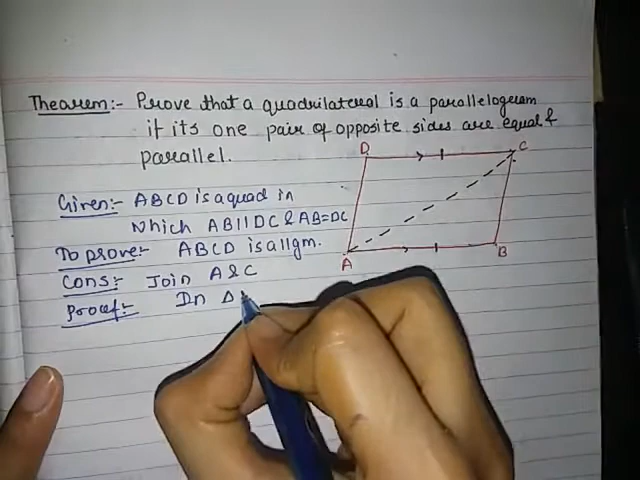 Thearem:- Prove that a quadrilateral is a parallelogram
if its one pair of opposite sides are equal &
parallel.
Given:- ABCD is a quad in
Which AB || DC & AB=DC
To prove:- ABCD is a llgm.
Cons:- Join A & C
Proof:- In Δ
D
C
A
B